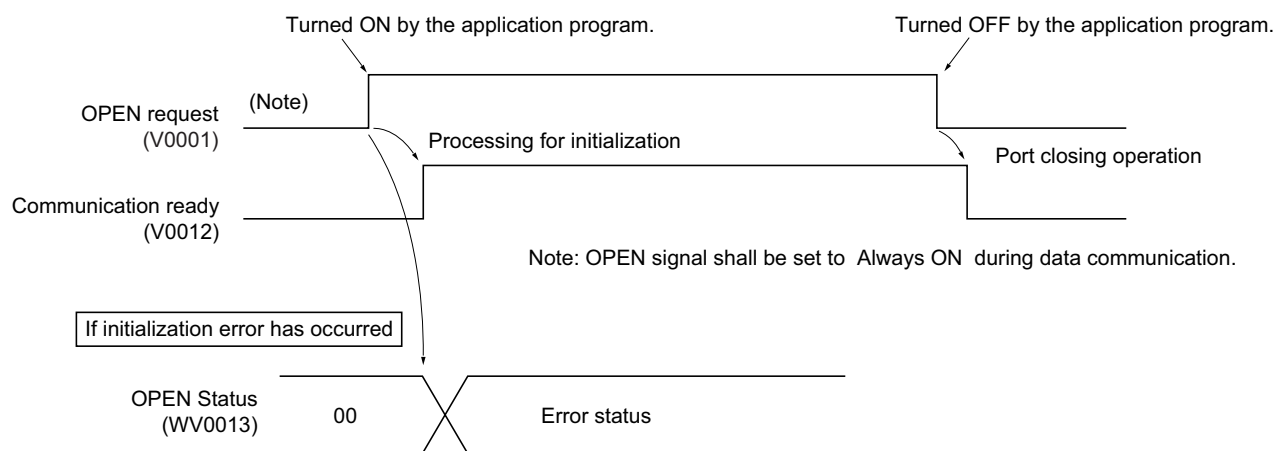 Turned ON by the application program.
Turned OFF by the application program.
(Note)
OPEN request
(V0001)
Processing for initialization
Port closing operation
Communication ready
(V0012)
Note: OPEN signal shall be set to Always ON during data communication.
If initialization error has occurred
OPEN Status
(WV0013)
00
Error status